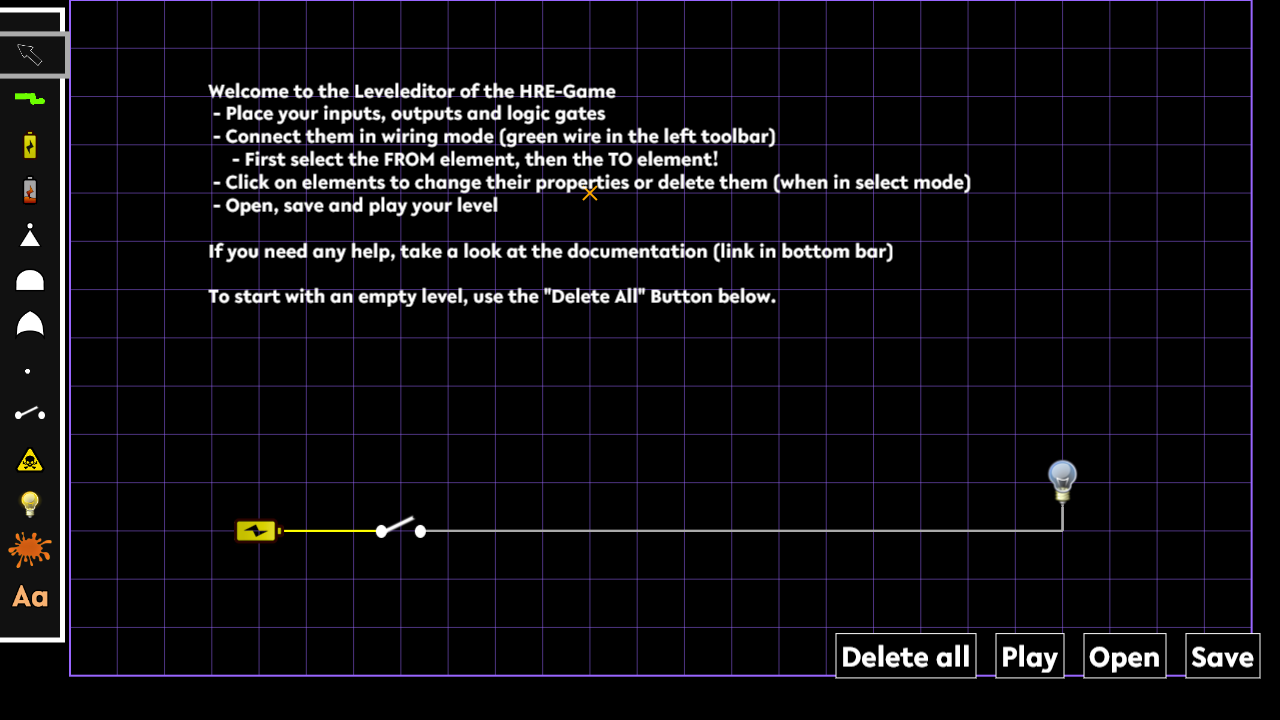 Welcome to the Leveleditor of the HRE-Game
- Place your inputs, outputs and logic gates
- Connect them in wiring mode (green wire in the left toolbar)
- First select the FROM element, then the TO element!
- Click on elements to change their properties or delete them (when in select mode)
- Open, save and play your level
If you need any help, take a look at the documentation (link in bottom bar)
To start with an empty level, use the "Delete All" Button below.
Aa
Delete all Play Open Save